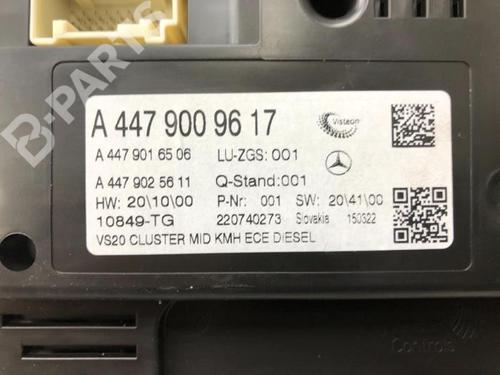 B-PARTS
A 447 900 96 17
Visteon
A 447 901 65 06 LU-ZGS: 001
A 447 902 56 11 Q-Stand:001
HW: 20\10\00 P-Nr: 001 SW: 20\41\00
10849-TG 220740273 Slovakia 150322
VS20 CLUSTER MID KMH ECE DIESEL
Controls